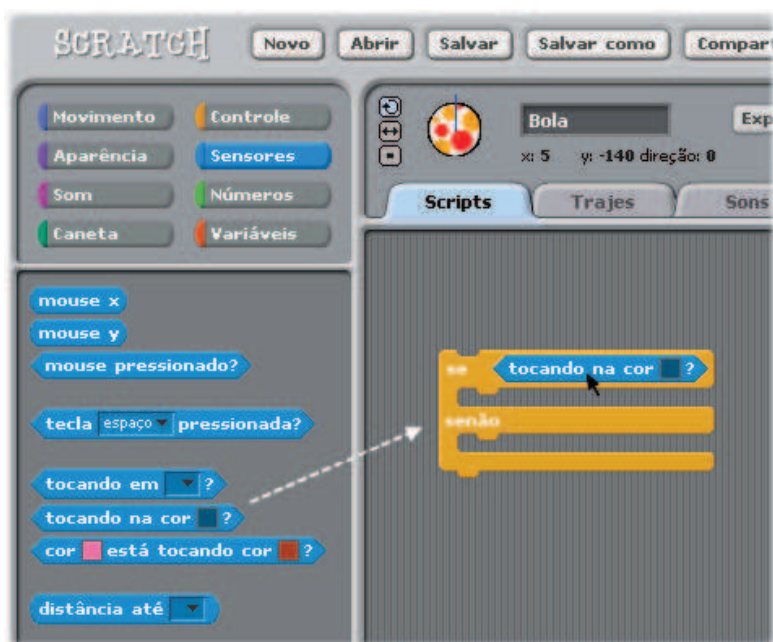 SCRATCH Novo Abrir Salvar Salvar como Compart
Movimento Controle
Aparência Sensores
Som Números
Caneta Variáveis
Bola Exp
x: 5 y: -140 direção: 0
Scripts Trajes Sons
mouse x
mouse y
mouse pressionado?
tecla espaço pressionada?
tocando em ?
tocando na cor ?
cor está tocando cor ?
distância até
se tocando na cor ?
senão